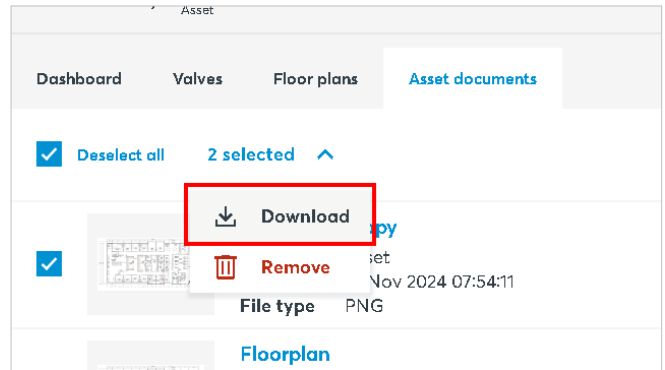 Asset
Dashboard Valves Floor plans Asset documents
Deselect all 2 selected
Download
Remove
Nov 2024 07:54:11
File type PNG
Floorplan